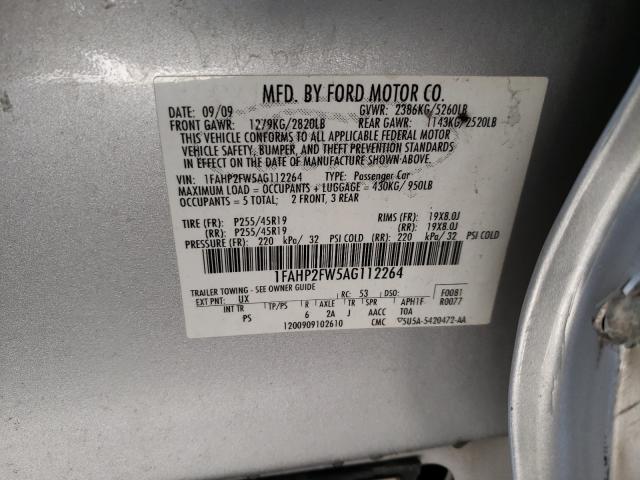 MFD. BY FORD MOTOR CO.
DATE: 09/09 GVWR: 2386KG/5260LB
FRONT GAWR: 1279KG/2820LB REAR GAWR: 1143KG/2520LB
THIS VEHICLE CONFORMS TO ALL APPLICABLE FEDERAL MOTOR
VEHICLE SAFETY, BUMPER, AND THEFT PREVENTION STANDARDS
IN EFFECT ON THE DATE OF MANUFACTURE SHOWN ABOVE.
VIN: 1FAHP2FW5AG112264 TYPE: Passenger Car
MAXIMUM LOAD = OCCUPANTS + LUGGAGE = 430KG/ 950LB
OCCUPANTS = 5 TOTAL; 2 FRONT, 3 REAR
TIRE (FR): P255/45R19 RIMS (FR): 19X8.0J
(RR): P255/45R19 (RR): 19X8.0J
PRESSURE (FR): 220 kPa/ 32 PSI COLD (RR): 220 kPa/ 32 PSI COLD
1FAHP2FW5AG112264
TRAILER TOWING - SEE OWNER GUIDE
EXT PNT: UX RC: 53 DSO: F0081
INT TR TP/PS R AXLE TR SPR APH1F R0077
PS 6 2A J AACC TOA
1200909102610 CMC 5U5A-5420472-AA